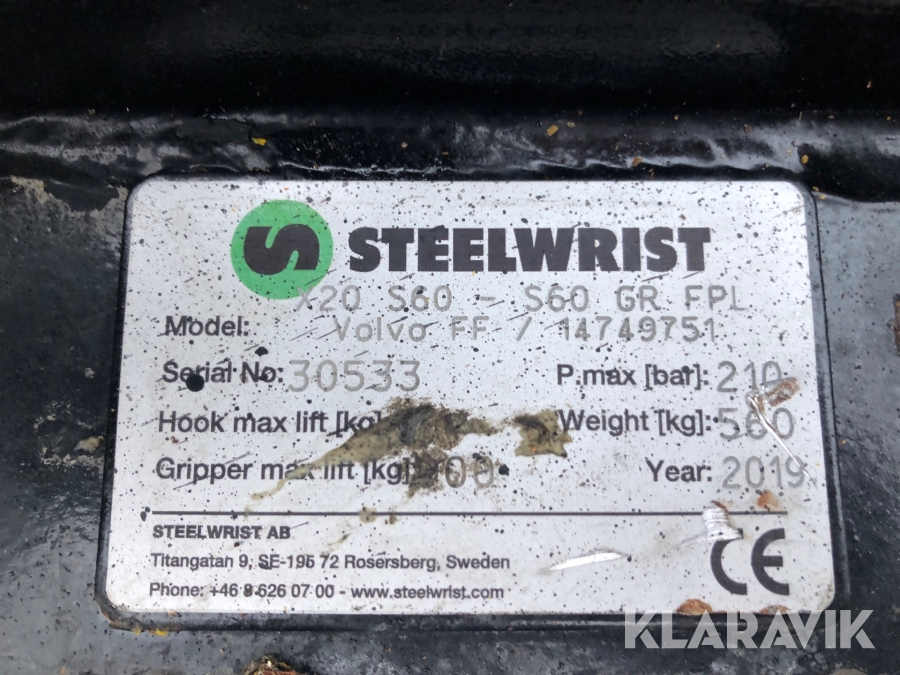 STEELWRIST
X20 S60 - S60 GR FPL
Model: Volvo FF / 14749751
Serial No: 30533 P.max [bar]: 210
Hook max lift [kg] Weight [kg]: 560
Gripper max lift [kg] Year: 2019
STEELWRIST AB
Titangatan 9, SE-195 72 Rosersberg, Sweden
Phone: +46 8 626 07 00 - www.steelwrist.com
CE
KLARAVIK